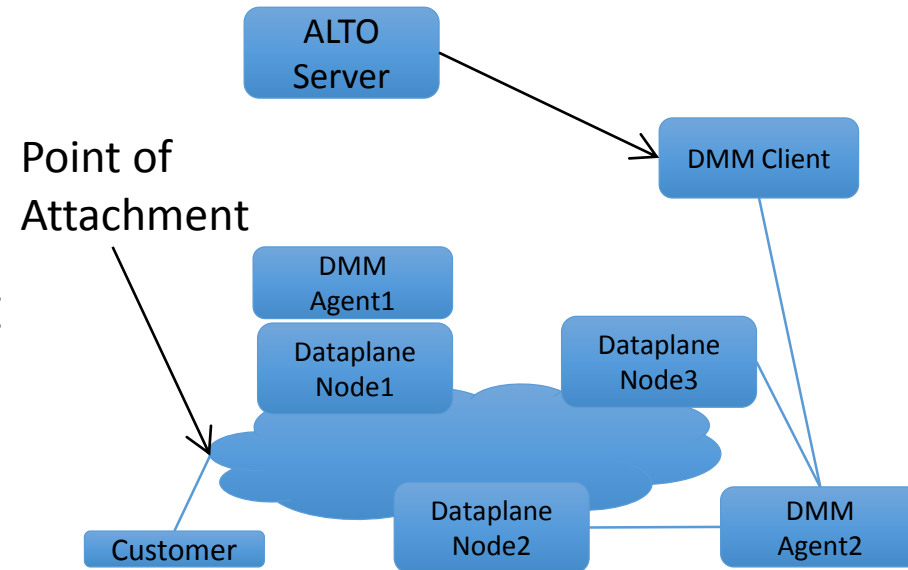 ALTO
Server
DMM Client
Point of
Attachment
DMM
Agent1
Dataplane
Node1
Dataplane
Node3
Dataplane
Node2
DMM
Agent2
Customer